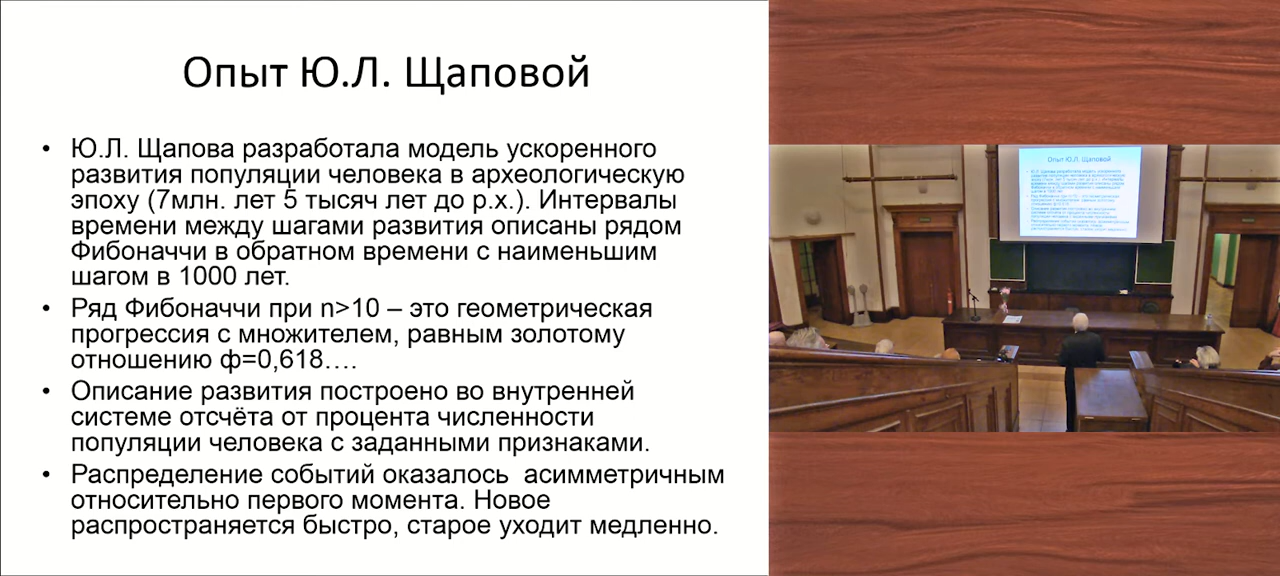 Опыт Ю.Л. Щаповой
• Ю.Л. Щапова разработала модель ускоренного
развития популяции человека в археологическую
эпоху (7млн. лет 5 тысяч лет до р.х.). Интервалы
времени между шагами развития описаны рядом
Фибоначчи в обратном времени с наименьшим
шагом в 1000 лет.
• Ряд Фибоначчи при n>10 – это геометрическая
прогрессия с множителем, равным золотому
отношению ф=0,618….
• Описание развития построено во внутренней
системе отсчёта от процента численности
популяции человека с заданными признаками.
• Распределение событий оказалось  асимметричным
относительно первого момента. Новое
распространяется быстро, старое уходит медленно.
Опыт Ю.Л. Щаповой